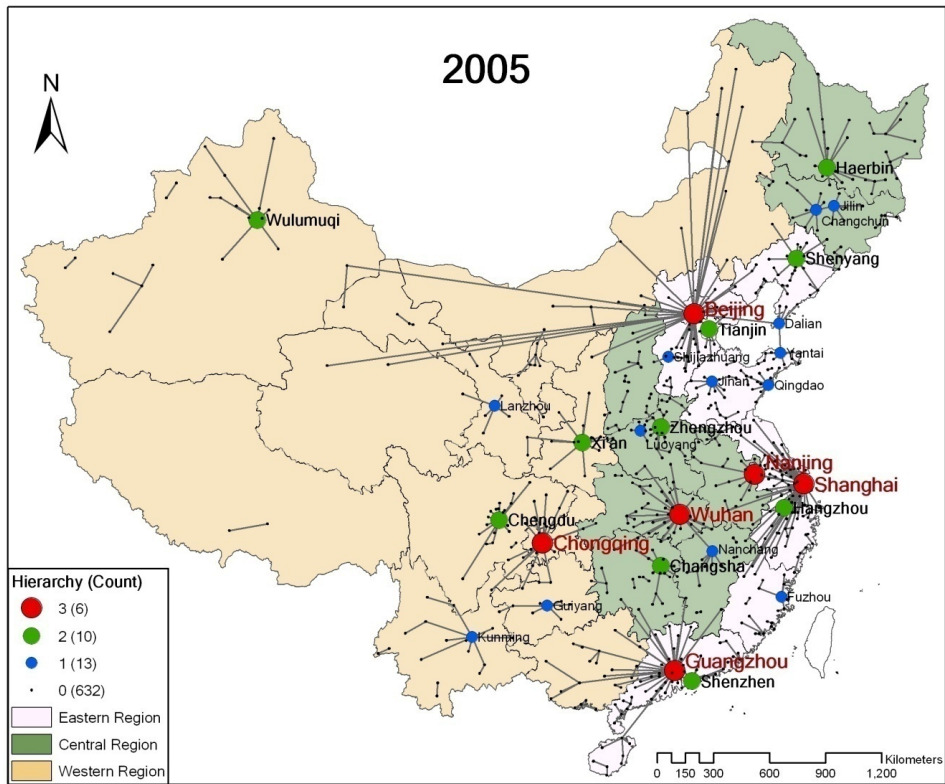 2005
N
Haerbin
Jilin
Changchun
Wulumuqi
Shenyang
Beijing
Tianjin
Dalian
Shijiazhuang
Yantai
Jinan
Qingdao
Lanzhou
Zhengzhou
Luoyang
Xi'an
Nanjing
Shanghai
Hangzhou
Wuhan
Chengdu
Chongqing
Nanchang
Changsha
Guiyang
Fuzhou
Kunming
Guangzhou
Shenzhen
Hierarchy (Count)
3 (6)
2 (10)
1 (13)
0 (632)
Eastern Region
Central Region
Western Region
Kilometers
0 150 300 600 900 1,200